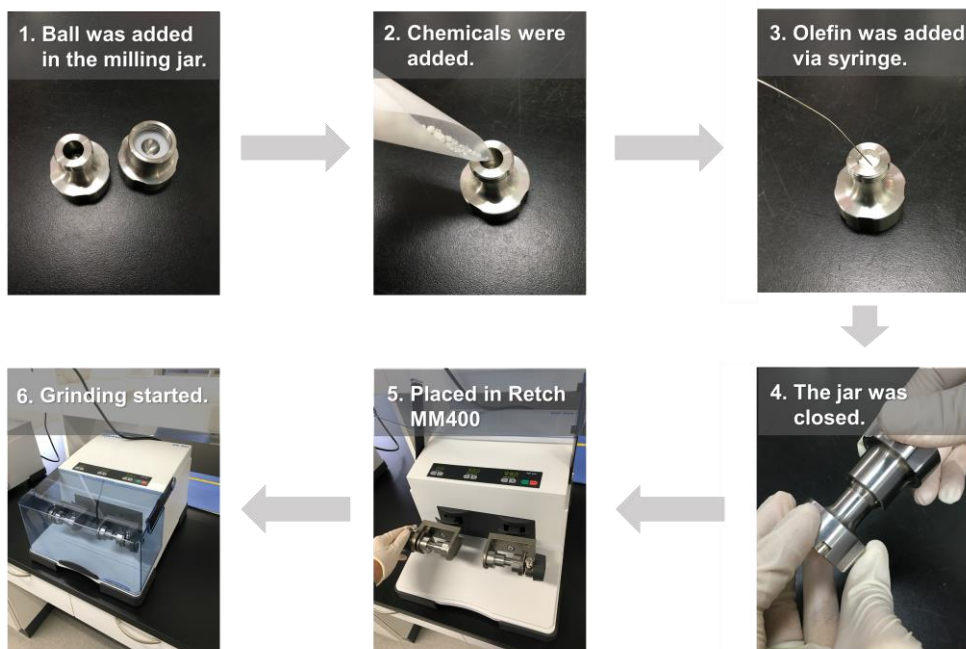 1. Ball was added
in the milling jar.
2. Chemicals were
added.
3. Olefin was added
via syringe.
4. The jar was
closed.
5. Placed in Retch
MM400
6. Grinding started.